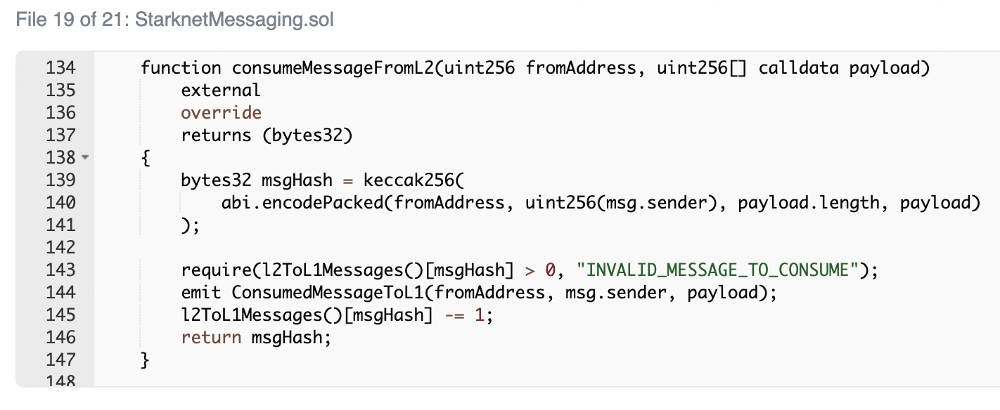 File 19 of 21: StarknetMessaging.sol
134 function consumeMessageFromL2(uint256 fromAddress, uint256[] calldata payload)
135 external
136 override
137 returns (bytes32)
138 {
139 bytes32 msgHash = keccak256(
140 abi.encodePacked(fromAddress, uint256(msg.sender), payload.length, payload)
141 );
142
143 require(l2ToL1Messages()[msgHash] > 0, "INVALID_MESSAGE_TO_CONSUME");
144 emit ConsumedMessageToL1(fromAddress, msg.sender, payload);
145 l2ToL1Messages()[msgHash] -= 1;
146 return msgHash;
147 }
148